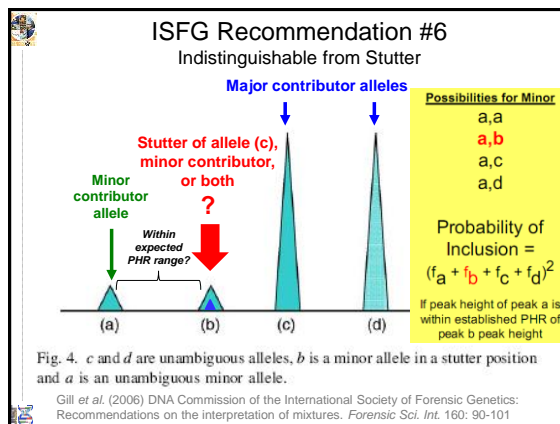 ISFG Recommendation #6
Indistinguishable from Stutter
Major contributor alleles
Stutter of allele (c),
minor contributor,
or both
?
Minor
contributor
allele
Within
expected
PHR range?
(a)
(b)
(c)
(d)
Possibilities for Minor
a,a
a,b
a,c
a,d
Probability of
Inclusion =
(fa + fb + fc + fd)2
If peak height of peak a is
within established PHR of
peak b peak height
Fig. 4. c and d are unambiguous alleles, b is a minor allele in a stutter position
and a is an unambiguous minor allele.
Gill et al. (2006) DNA Commission of the International Society of Forensic Genetics:
Recommendations on the interpretation of mixtures. Forensic Sci. Int. 160: 90-101